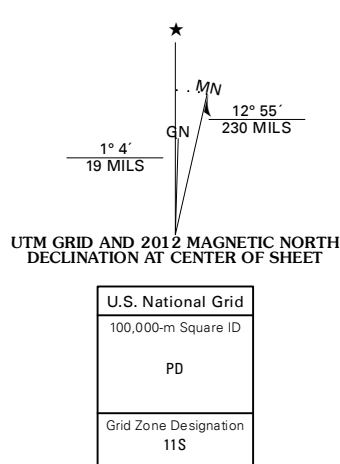 ★
MN
GN
12° 55´
230 MILS
1° 4´
19 MILS
UTM GRID AND 2012 MAGNETIC NORTH
DECLINATION AT CENTER OF SHEET
U.S. National Grid
100,000-m Square ID
PD
Grid Zone Designation
11S